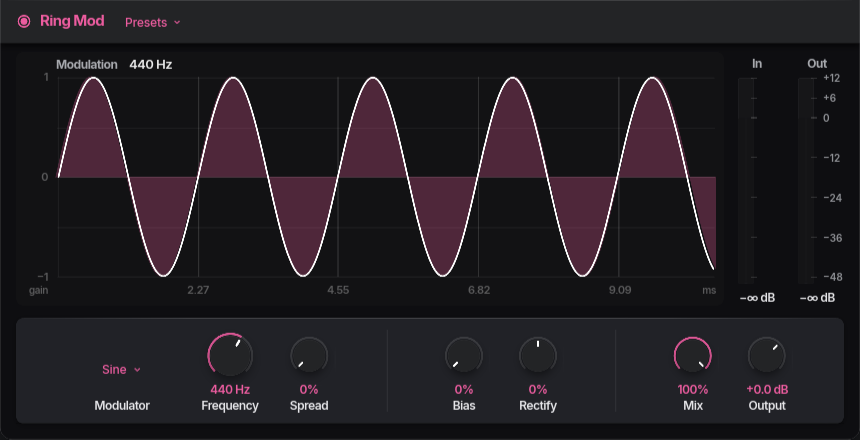 Ring Mod Presets
Modulation 440 Hz
In Out
1
0
−1
gain 2.27 4.55 6.82 9.09 ms
+12
+6
0
−12
−24
−36
−48
−∞ dB −∞ dB
Sine
440 Hz 0% 0% 0% 100% +0.0 dB
Modulator Frequency Spread Bias Rectify Mix Output